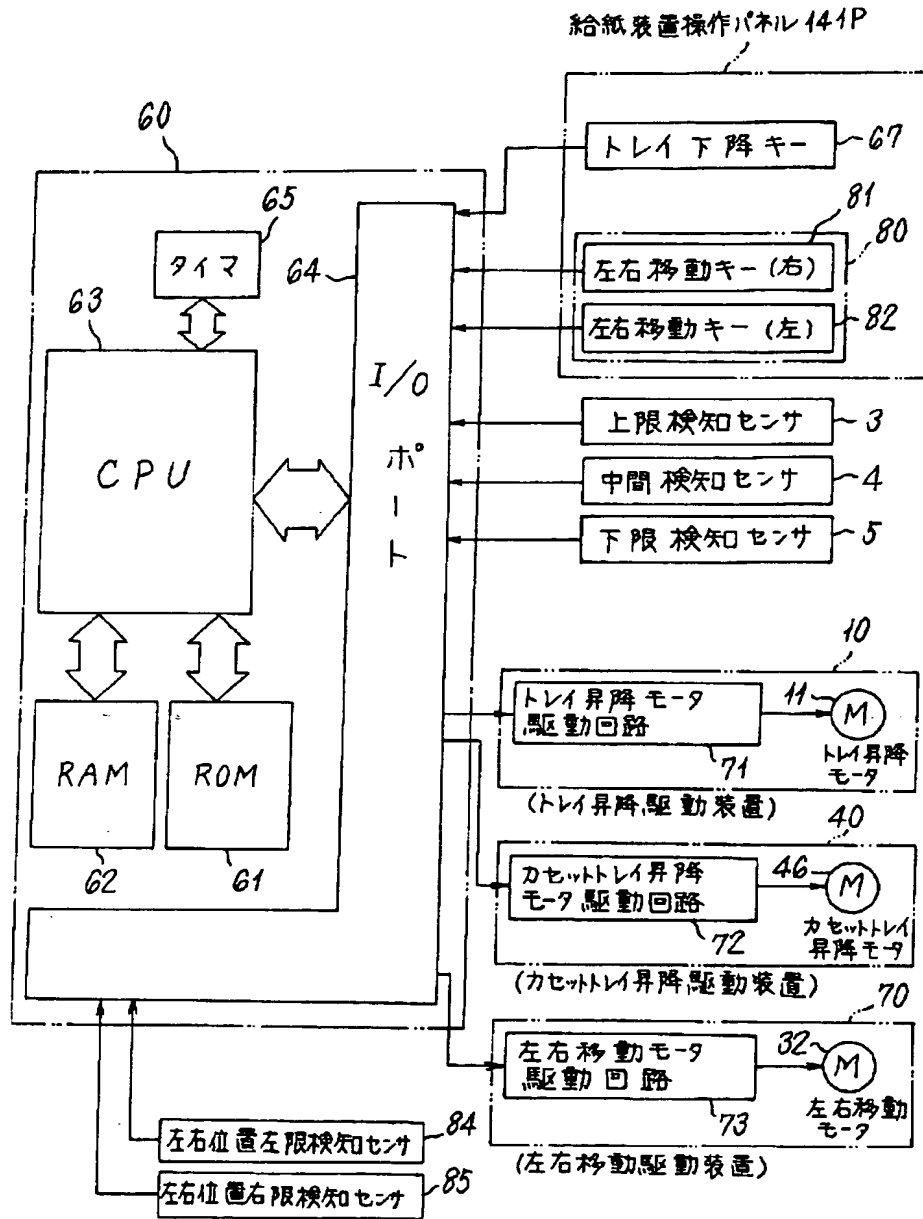 給紙装置操作パネル 141P
60
トレイ下降キー
67
65
81
タイマ
64
80
左右移動キー(右)
63
左右移動キー(左)
82
I/O
ポート
上限検知センサ
3
CPU
中間検知センサ
4
下限検知センサ
5
10
トレイ昇降モータ
駆動回路
11
M
RAM
ROM
71
トレイ昇降
モータ
(トレイ昇降駆動装置)
40
62
61
カセットトレイ昇降
モータ駆動回路
46
M
72
カセットトレイ
昇降モータ
(カセットトレイ昇降駆動装置)
70
左右移動モータ
駆動回路
32
M
73
左右移動
モータ
左右位置左限検知センサ
84
(左右移動駆動装置)
左右位置右限検知センサ
85